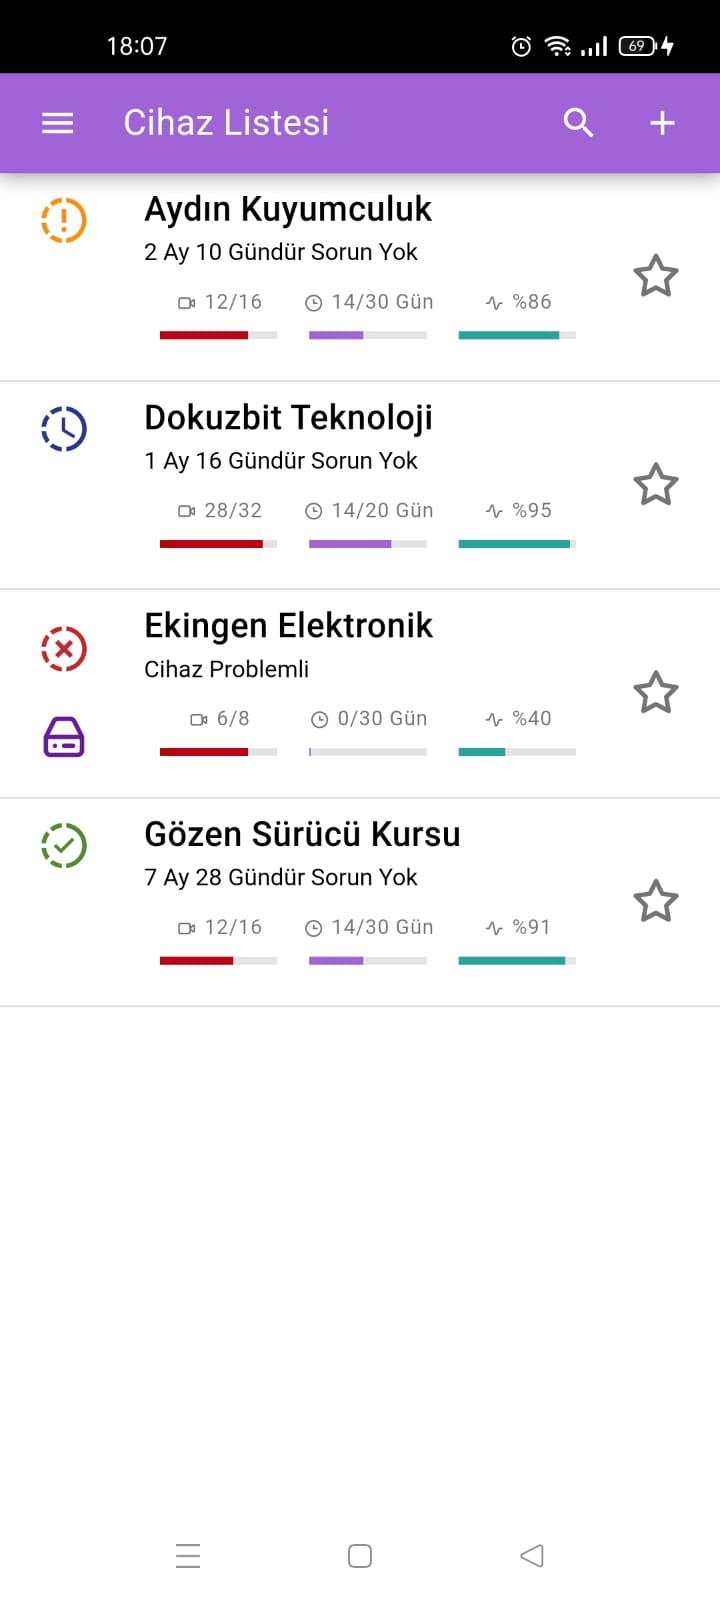 18:07
69
Cihaz Listesi
Aydın Kuyumculuk
2 Ay 10 Gündür Sorun Yok
12/16 14/30 Gün %86
Dokuzbit Teknoloji
1 Ay 16 Gündür Sorun Yok
28/32 14/20 Gün %95
Ekingen Elektronik
Cihaz Problemli
6/8 0/30 Gün %40
Gözen Sürücü Kursu
7 Ay 28 Gündür Sorun Yok
12/16 14/30 Gün %91